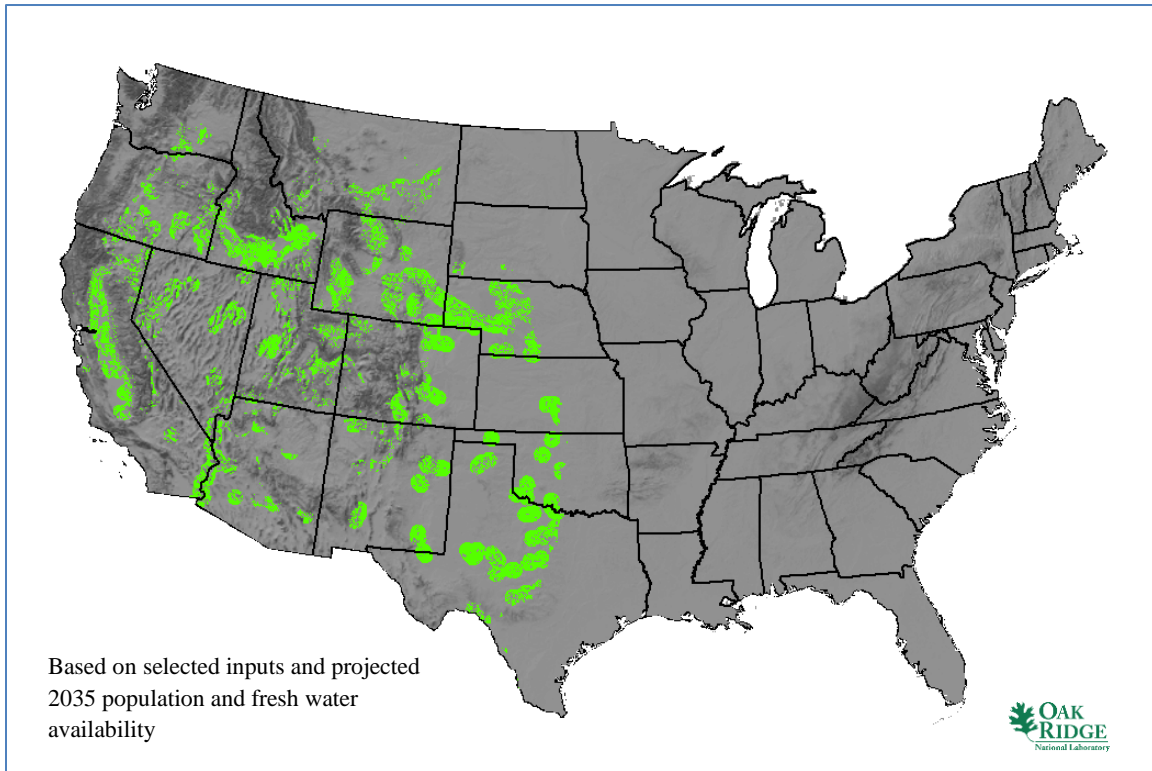 Based on selected inputs and projected
2035 population and fresh water
availability
OAK
RIDGE
National Laboratory